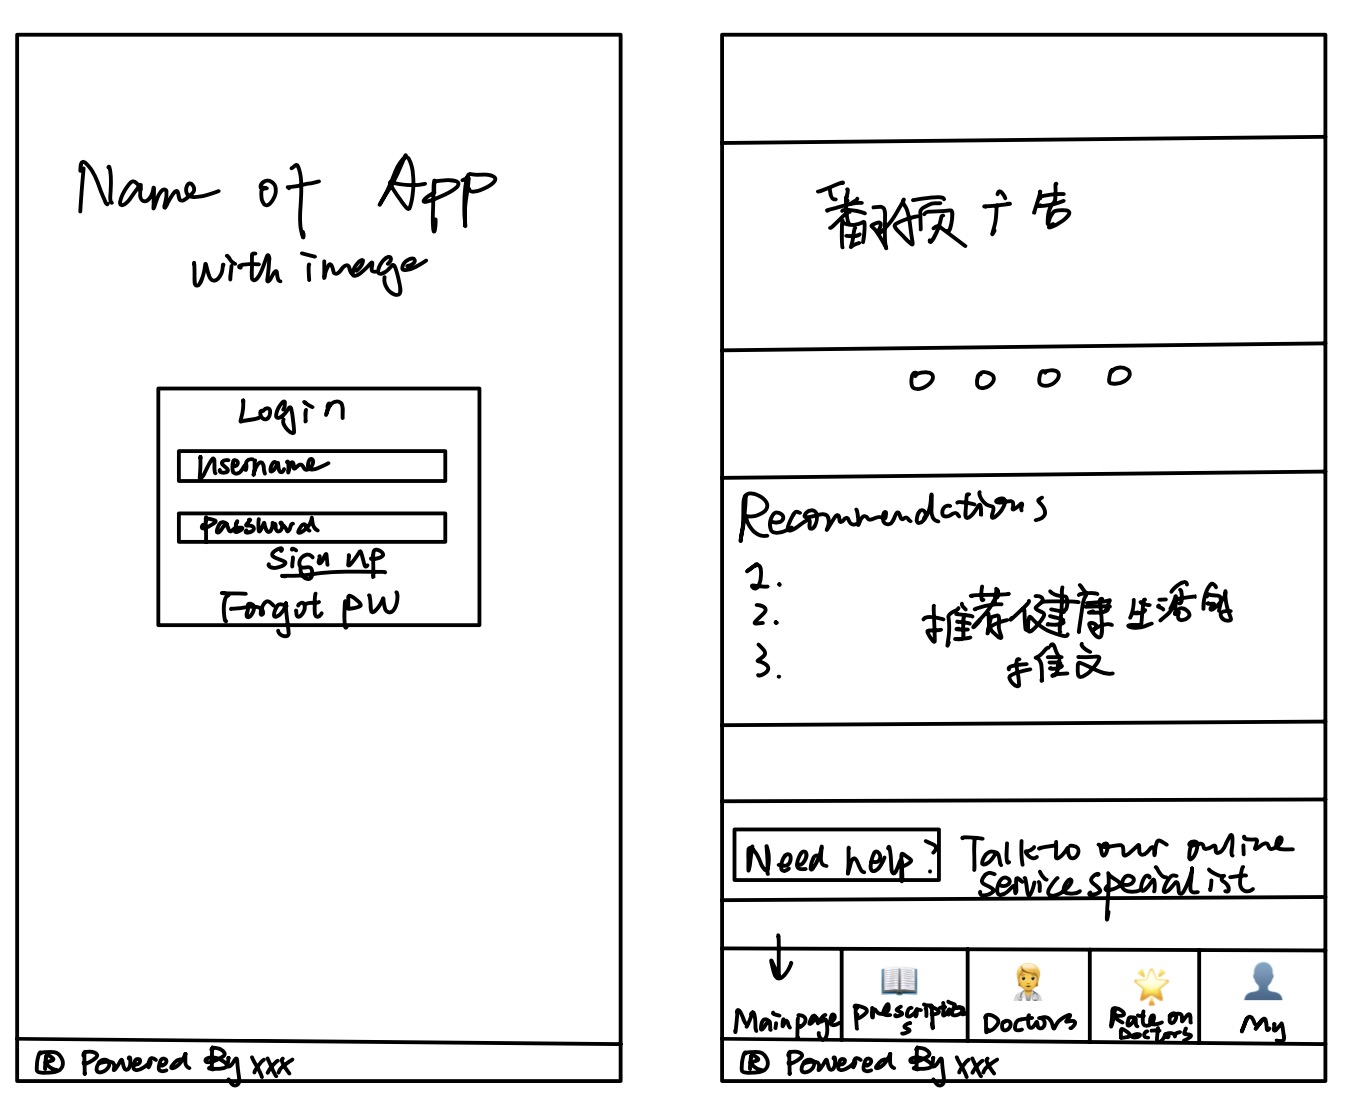 Name of App
with image
Login
Username
Password
Sign up
Forgot PW
® Powered By xxx
翻页广告
Recommendations
1.
2.
3.
推荐健康生活的
推文
Need help?
Talk to our online
service specialist
Main page
Prescriptions
Doctors
Rate on
Doctors
My
® Powered By xxx